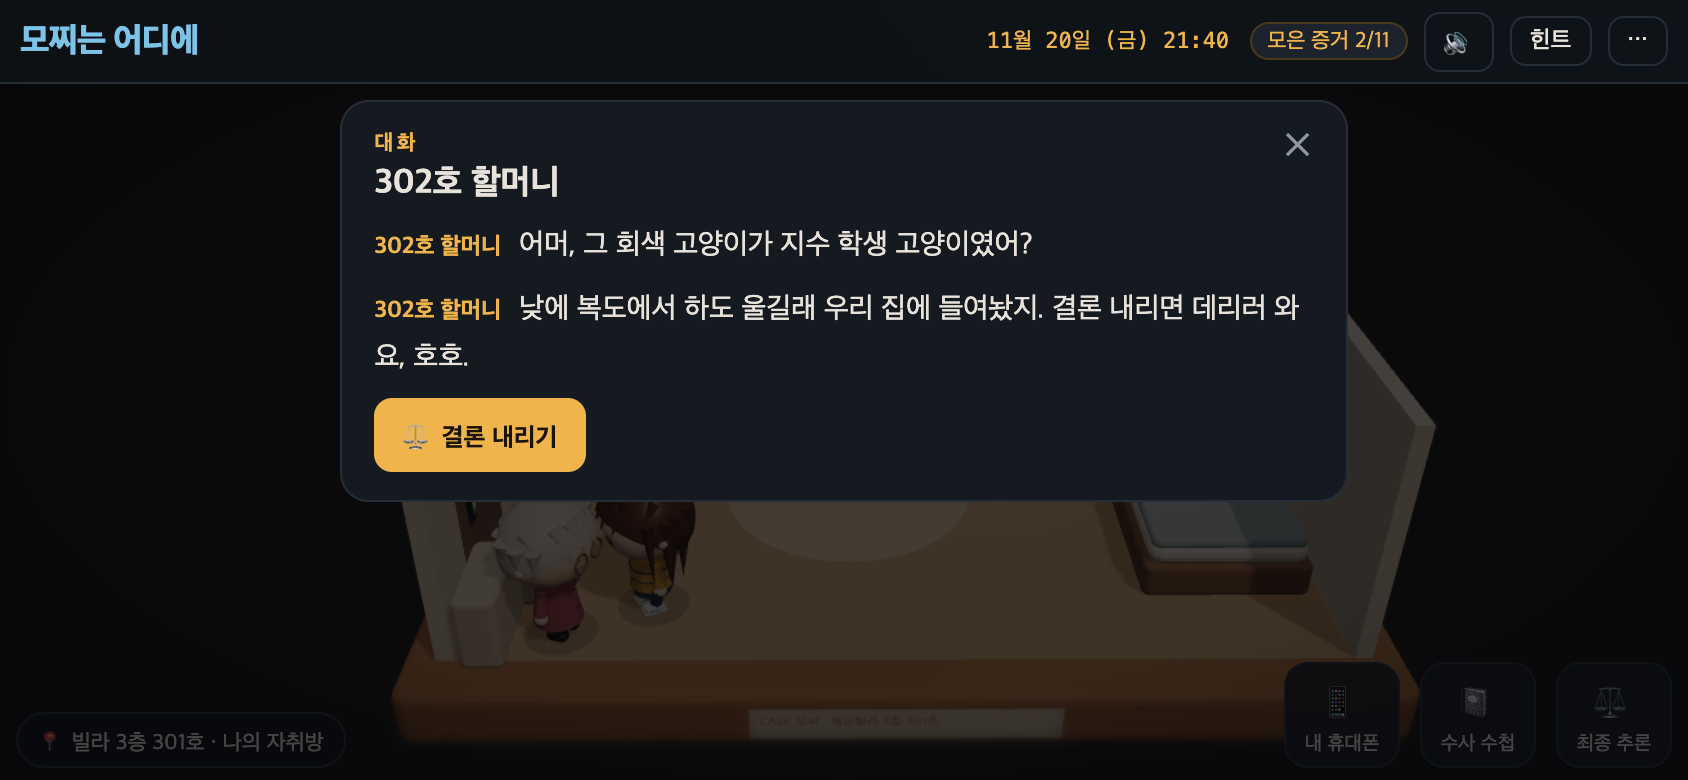 모찌는 어디에
11월 20일 (금) 21:40
모은 증거 2/11
힌트
...
대화
302호 할머니
302호 할머니 어머, 그 회색 고양이가 지수 학생 고양이였어?
302호 할머니 낮에 복도에서 하도 울길래 우리 집에 들여놨지. 결론 내리면 데리러 와
요, 호호.
결론 내리기
빌라 3층 301호 · 나의 자취방
내 휴대폰
수사 수첩
최종 추론